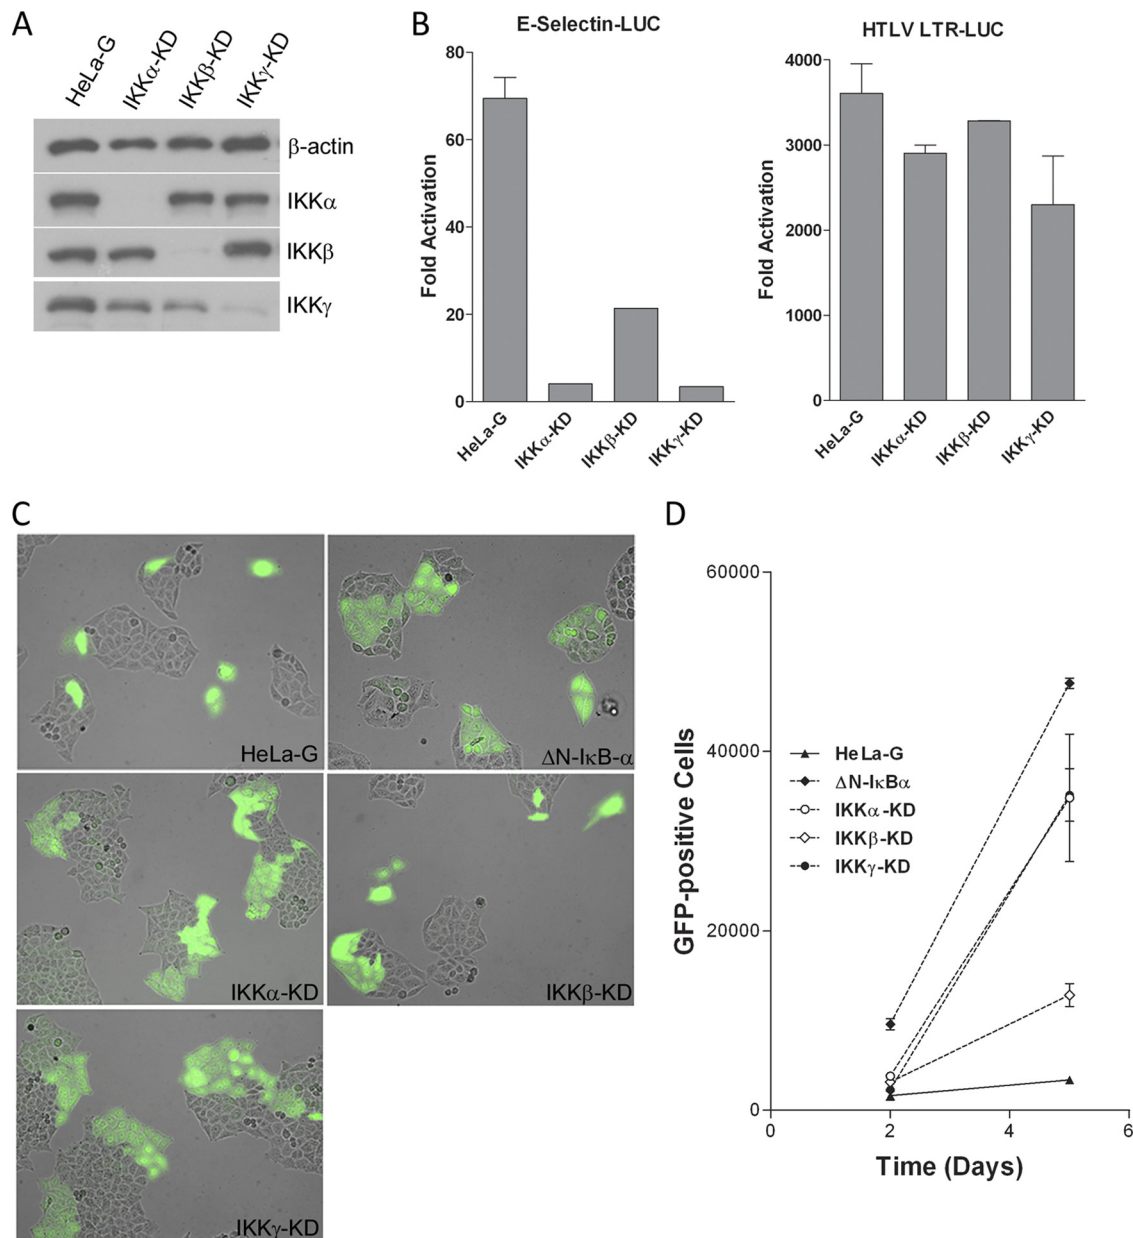 A
HeLa-G
IKKα-KD
IKKβ-KD
IKKγ-KD
β-actin
IKKα
IKKβ
IKKγ
B
E-Selectin-LUC
Fold Activation
80
60
40
20
0
HeLa-G
IKKα-KD
IKKβ-KD
IKKγ-KD
HTLV LTR-LUC
Fold Activation
4000
3000
2000
1000
0
HeLa-G
IKKα-KD
IKKβ-KD
IKKγ-KD
C
HeLa-G
ΔN-IκB-α
IKKα-KD
IKKβ-KD
IKKγ-KD
D
GFP-positive Cells
60000
40000
20000
0
HeLa-G
ΔN-IκBα
IKKα-KD
IKKβ-KD
IKKγ-KD
0
2
4
6
Time (Days)